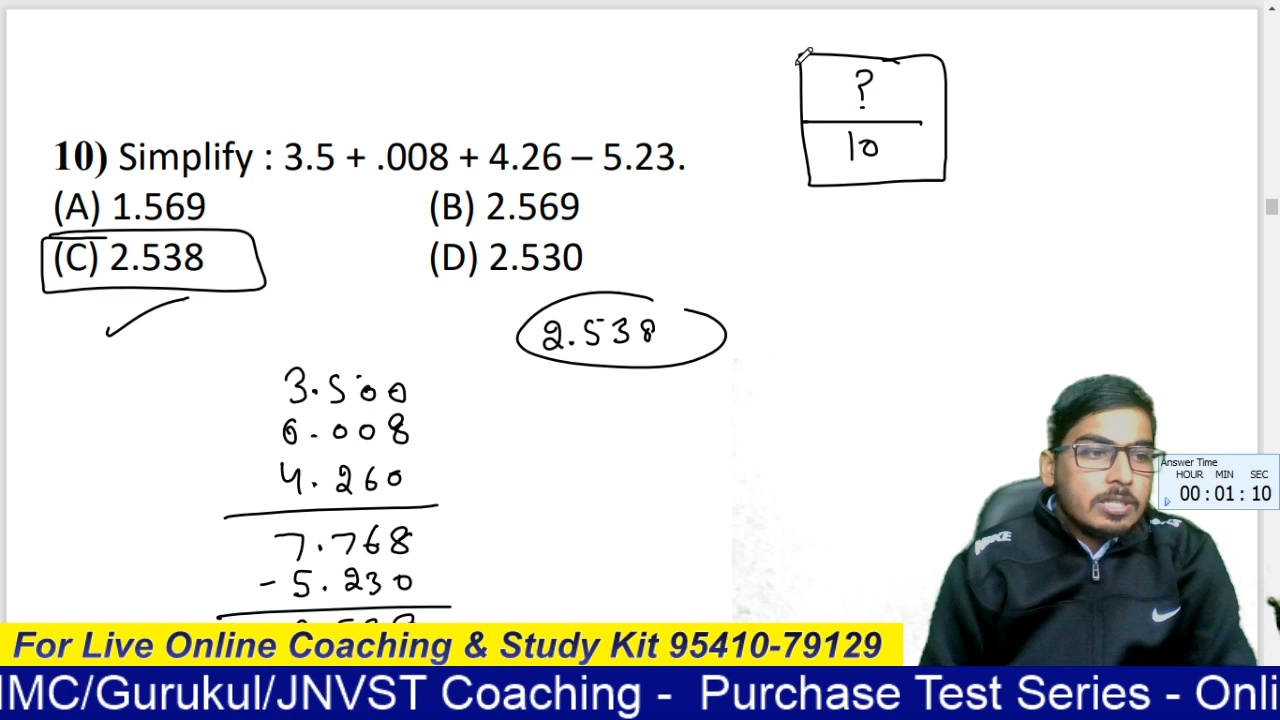 ?
10
10) Simplify : 3.5 + .008 + 4.26 – 5.23.
(A) 1.569
(B) 2.569
(C) 2.538
(D) 2.530
2.538
3.500
0.008
4.260
7.768
- 5.230
Answer Time
HOUR MIN SEC
00:01:10
NIKE
For Live Online Coaching & Study Kit 95410-79129
IMC/Gurukul/JNVST Coaching - Purchase Test Series - Onli